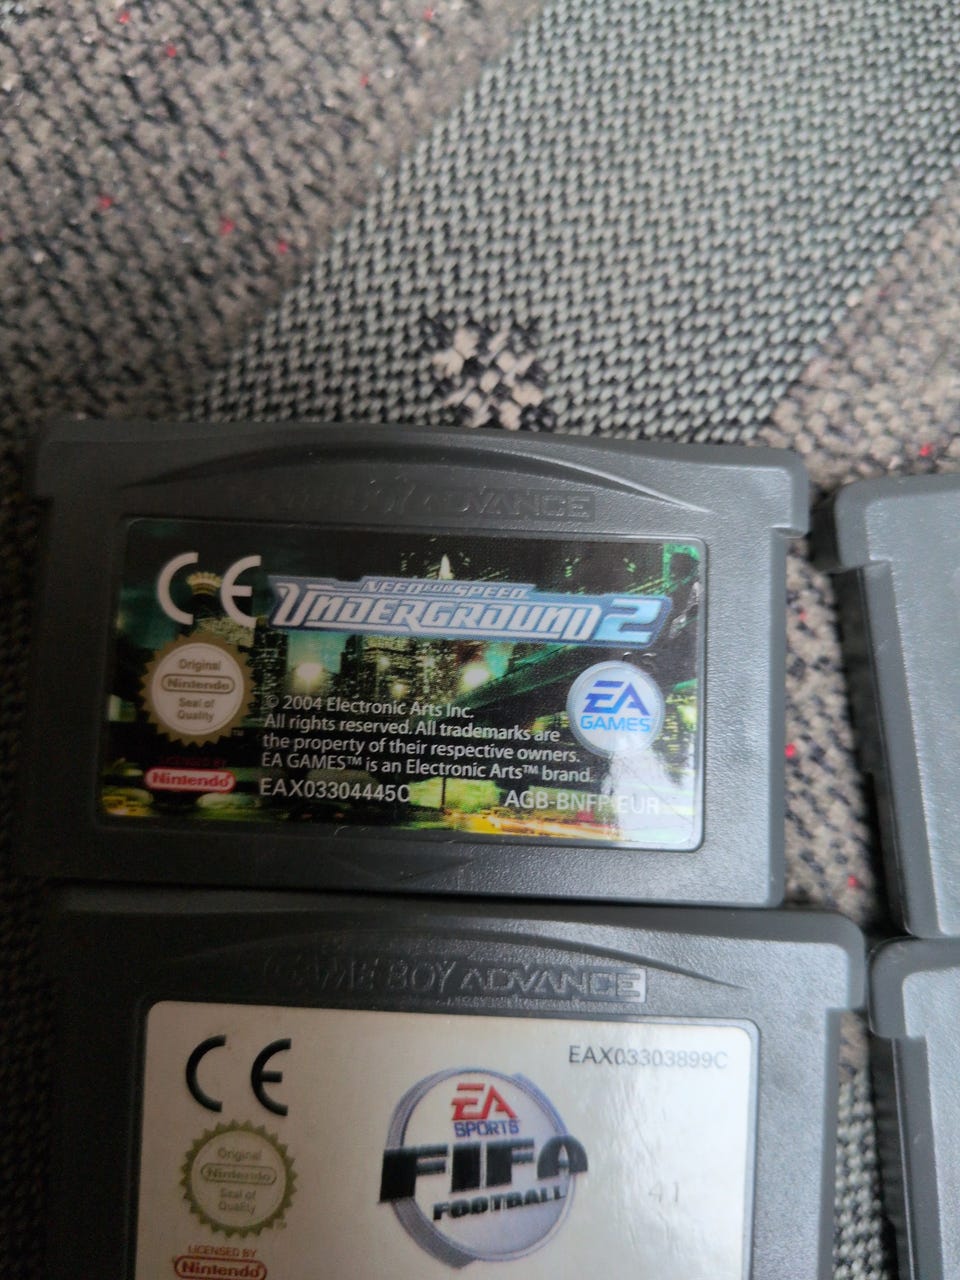 GAME BOY ADVANCE
CE
NEED FOR SPEED
UNDERGROUND 2
Original
Nintendo
Seal of
Quality
TM
EA
GAMES
© 2004 Electronic Arts Inc.
All rights reserved. All trademarks are
the property of their respective owners.
EA GAMES™ is an Electronic Arts™ brand.
LICENSED BY
Nintendo
EAX03304445C
AGB-BNFP-EUR
GAME BOY ADVANCE
CE
EAX03303899C
EA
SPORTS
FIFA
FOOTBALL
41
Original
Nintendo
Seal of
Quality
TM
LICENSED BY
Nintendo